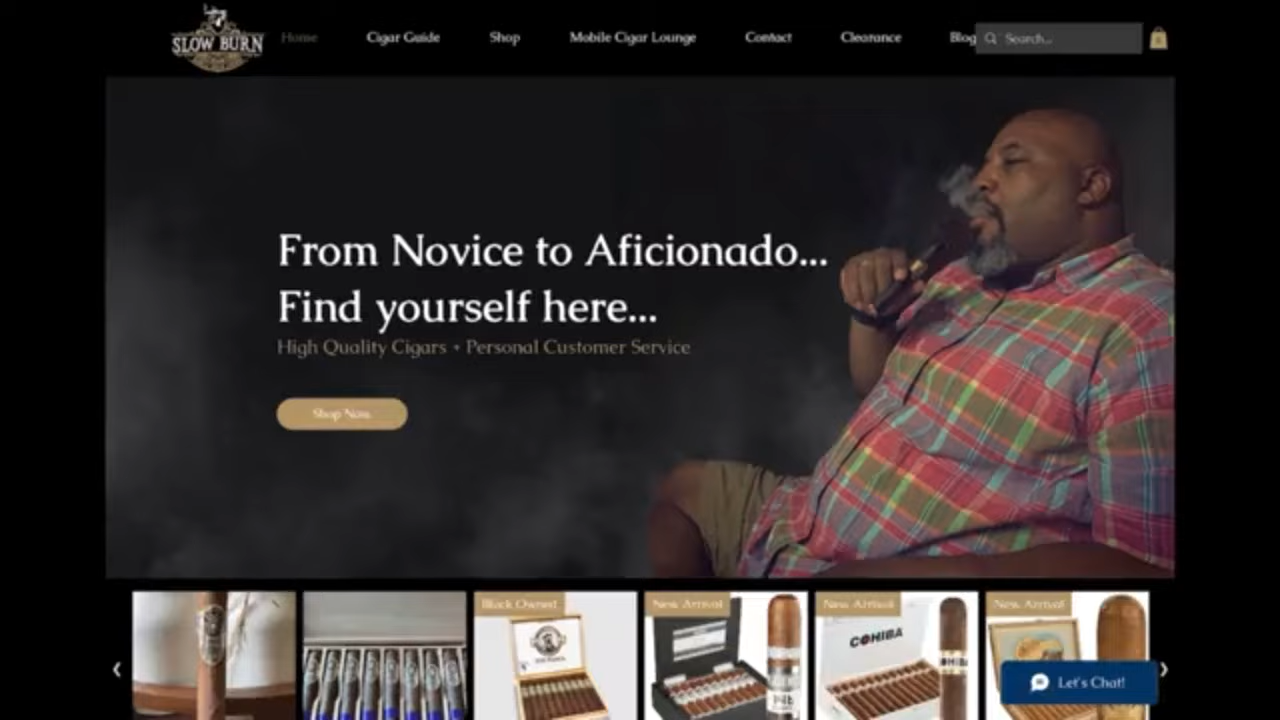 SLOW BURN
Home
Cigar Guide
Shop
Mobile Cigar Lounge
Contact
Clearance
Blog
Search...
From Novice to Aficionado...
Find yourself here...
High Quality Cigars + Personal Customer Service
Shop Now
Black Owned
New Arrival
New Arrival
New Arrival
COHIBA
Let's Chat!